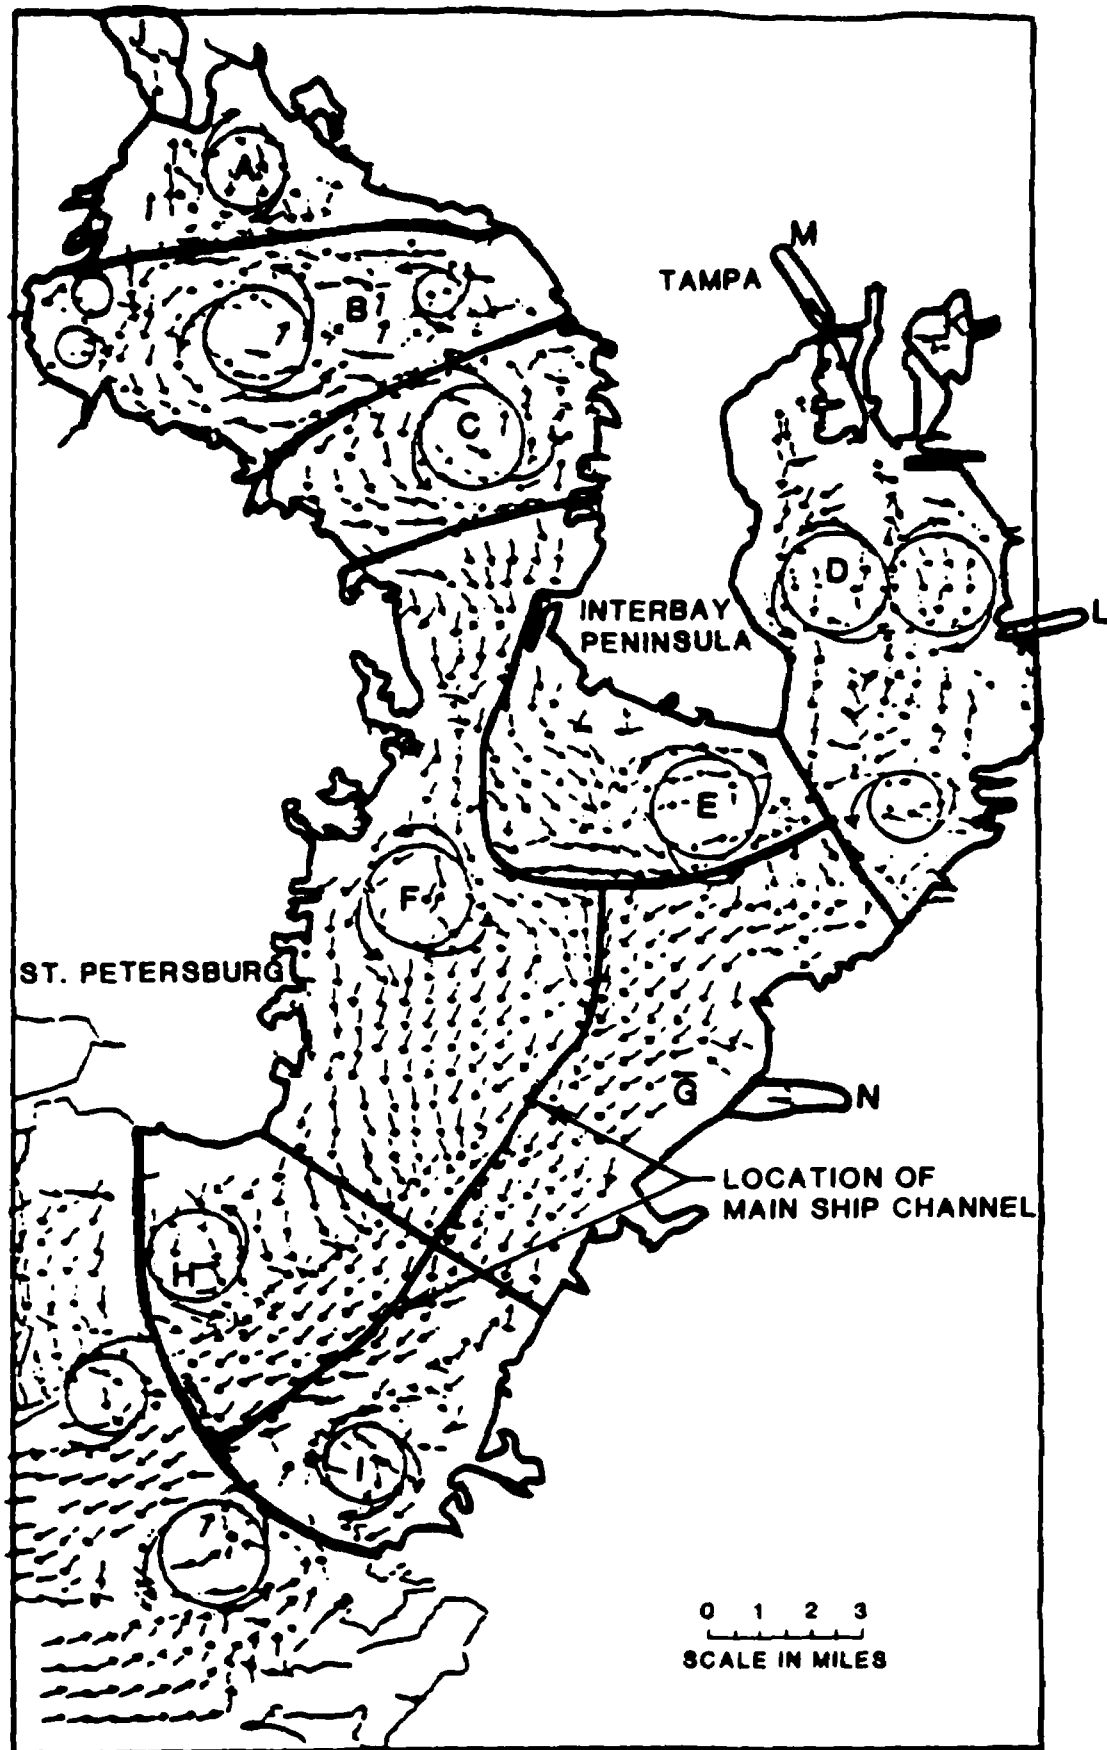 A
M
TAMPA
B
C
D
L
INTERBAY
PENINSULA
E
F
ST. PETERSBURG
G
N
LOCATION OF
MAIN SHIP CHANNEL
H
I
0 1 2 3
SCALE IN MILES